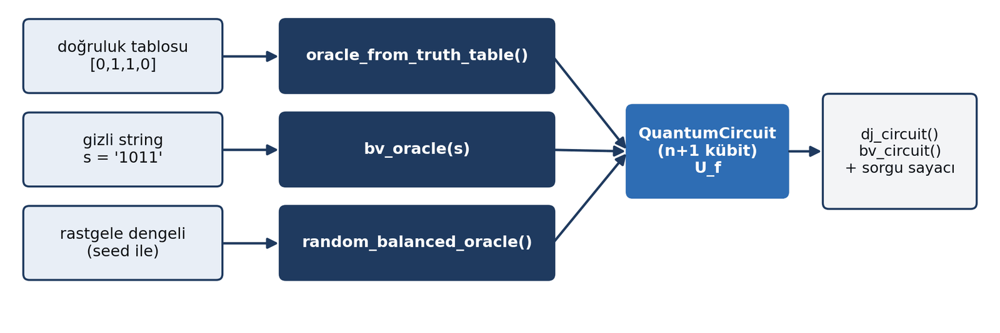 doğruluk tablosu
[0,1,1,0]
oracle_from_truth_table()
gizli string
s = '1011'
bv_oracle(s)
rastgele dengeli
(seed ile)
random_balanced_oracle()
QuantumCircuit
(n+1 kübit)
U_f
dj_circuit()
bv_circuit()
+ sorgu sayacı